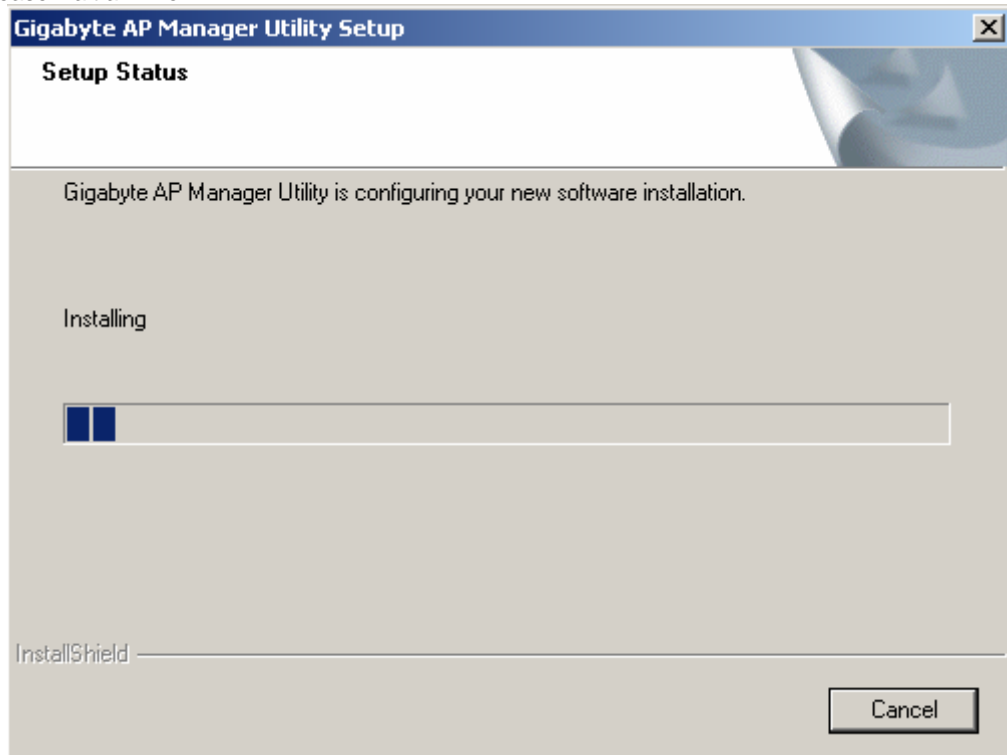 Gigabyte AP Manager Utility Setup
Setup Status
Gigabyte AP Manager Utility is configuring your new software installation.
Installing
InstallShield
Cancel